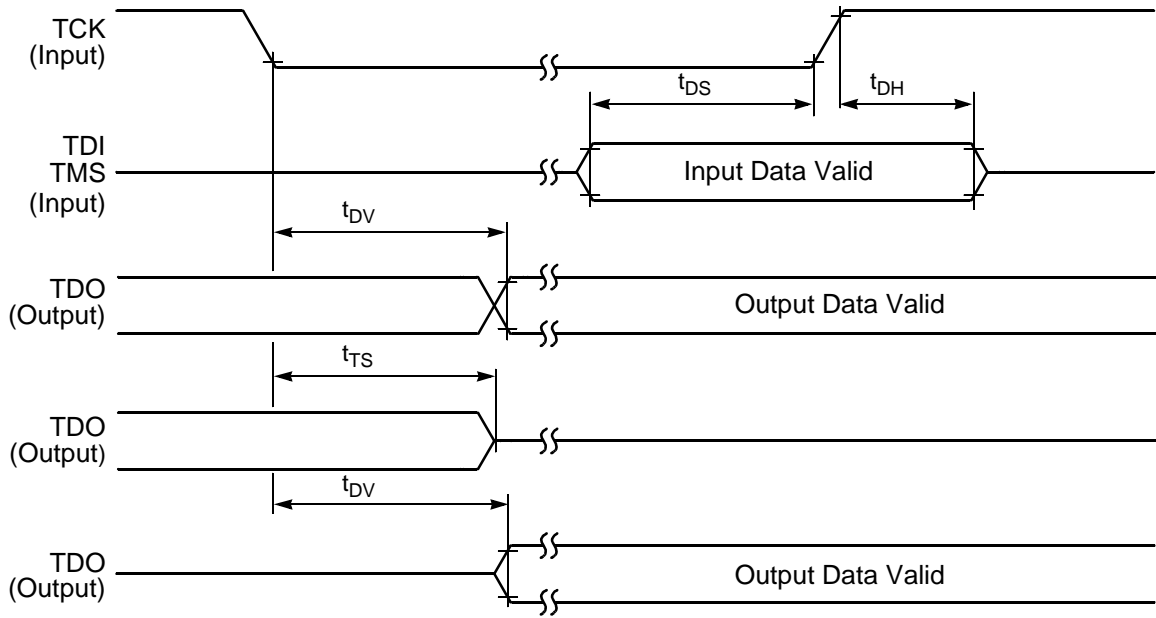 TCK
(Input)
tDS
tDH
TDI
TMS
(Input)
Input Data Valid
tDV
TDO
(Output)
Output Data Valid
tTS
TDO
(Output)
tDV
TDO
(Output)
Output Data Valid